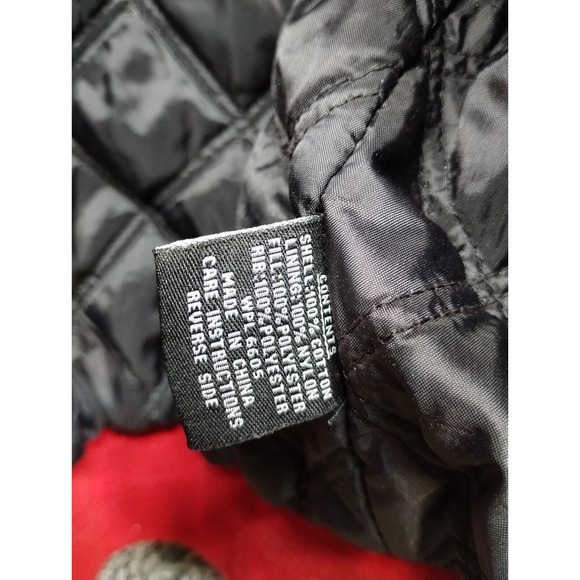 CONTENTS
SHELL:100% COTTON
LINING:100% NYLON
FILL:100% POLYESTER
RIB:100% POLYESTER
WPL 6605
MADE IN CHINA
CARE INSTRUCTIONS
REVERSE SIDE